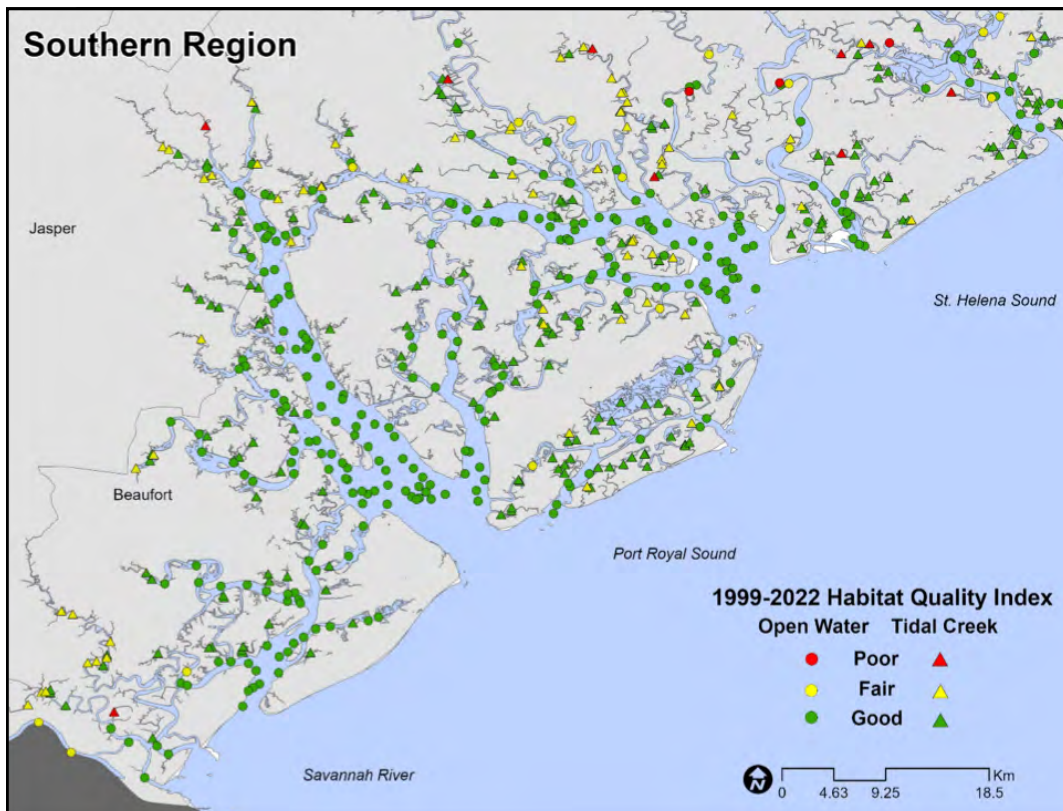 Southern Region
Jasper
St. Helena Sound
Beaufort
Port Royal Sound
1999-2022 Habitat Quality Index
Open Water Tidal Creek
Poor
Fair
Good
Savannah River
N
Km
0 4.63 9.25 18.5